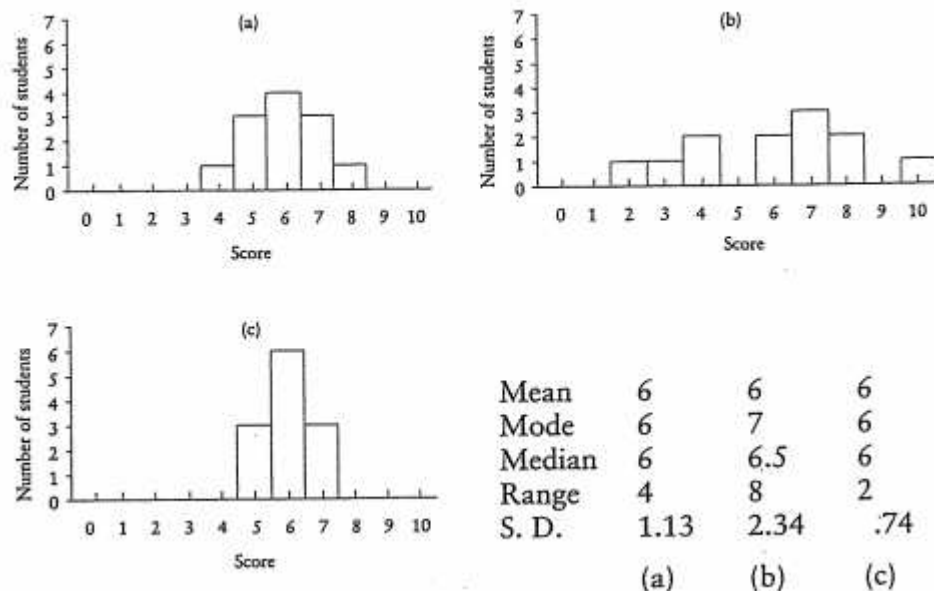 (a)
Number of students
7
6
5
4
3
2
1
0
0 1 2 3 4 5 6 7 8 9 10
Score
(b)
Number of students
7
6
5
4
3
2
1
0
0 1 2 3 4 5 6 7 8 9 10
Score
(c)
Number of students
7
6
5
4
3
2
1
0
0 1 2 3 4 5 6 7 8 9 10
Score
Mean 6 6 6
Mode 6 7 6
Median 6 6.5 6
Range 4 8 2
S. D. 1.13 2.34 .74
(a) (b) (c)